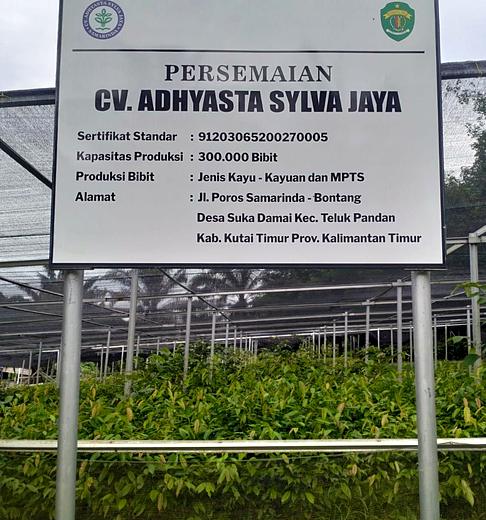 PERSEMAIAN
CV. ADHYASTA SYLVA JAYA
Sertifikat Standar : 91203065200270005
Kapasitas Produksi : 300.000 Bibit
Produksi Bibit : Jenis Kayu - Kayuan dan MPTS
Alamat : Jl. Poros Samarinda - Bontang
Desa Suka Damai Kec. Teluk Pandan
Kab. Kutai Timur Prov. Kalimantan Timur